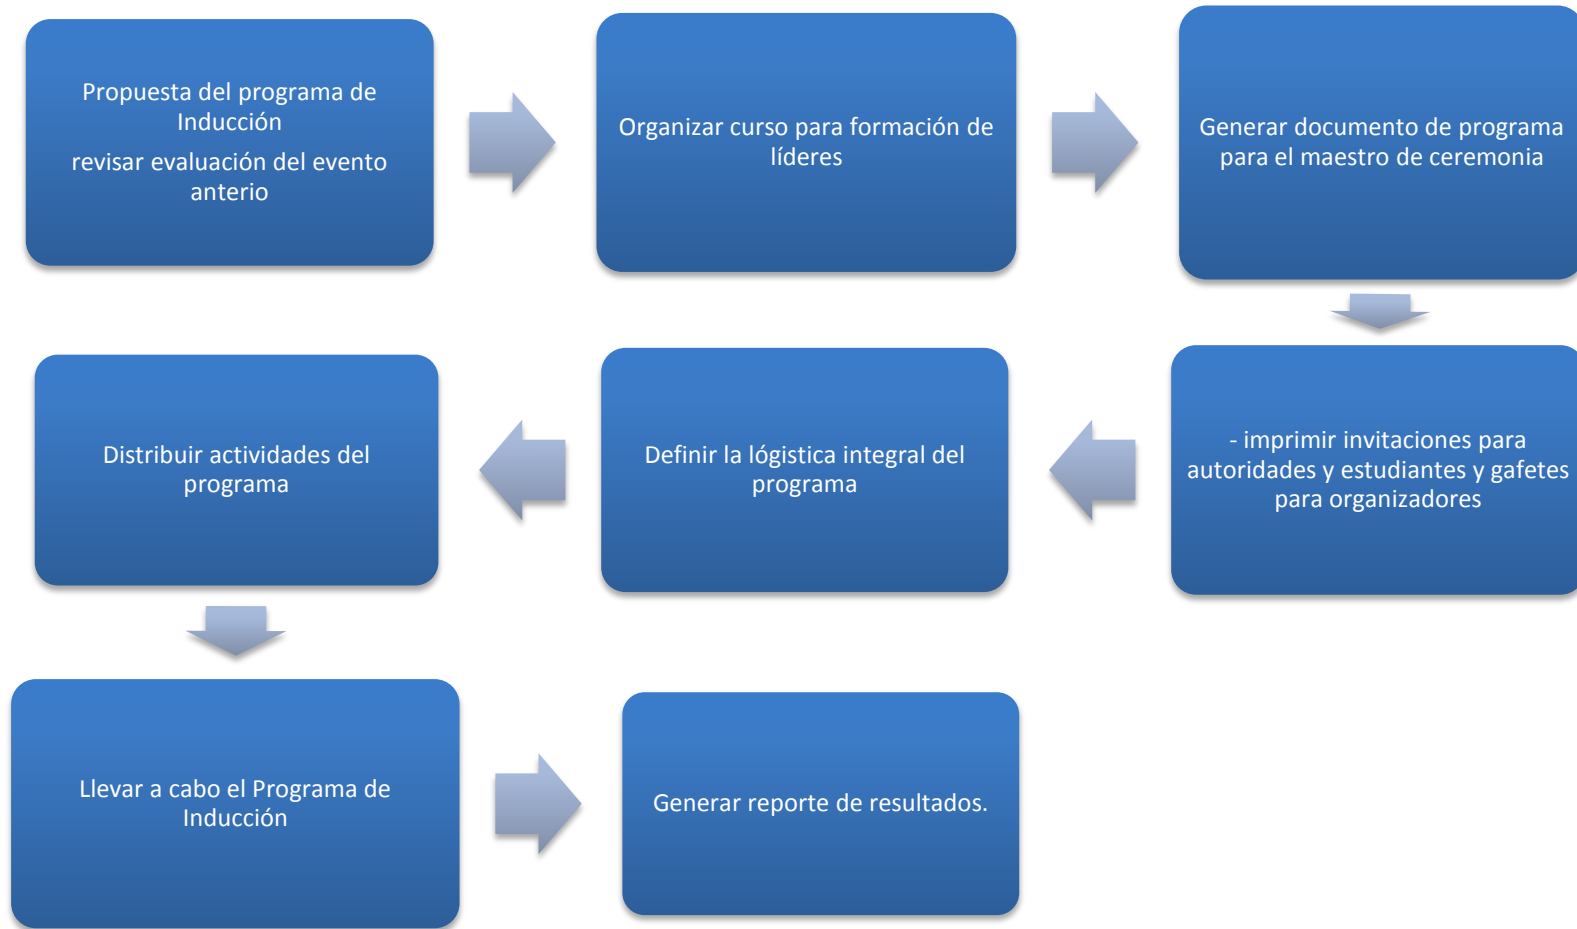 Propuesta del programa de
Inducción
revisar evaluación del evento
anterio
Organizar curso para formación de
líderes
Generar documento de programa
para el maestro de ceremonia
- imprimir invitaciones para
autoridades y estudiantes y gafetes
para organizadores
Definir la lógistica integral del
programa
Distribuir actividades del
programa
Llevar a cabo el Programa de
Inducción
Generar reporte de resultados.